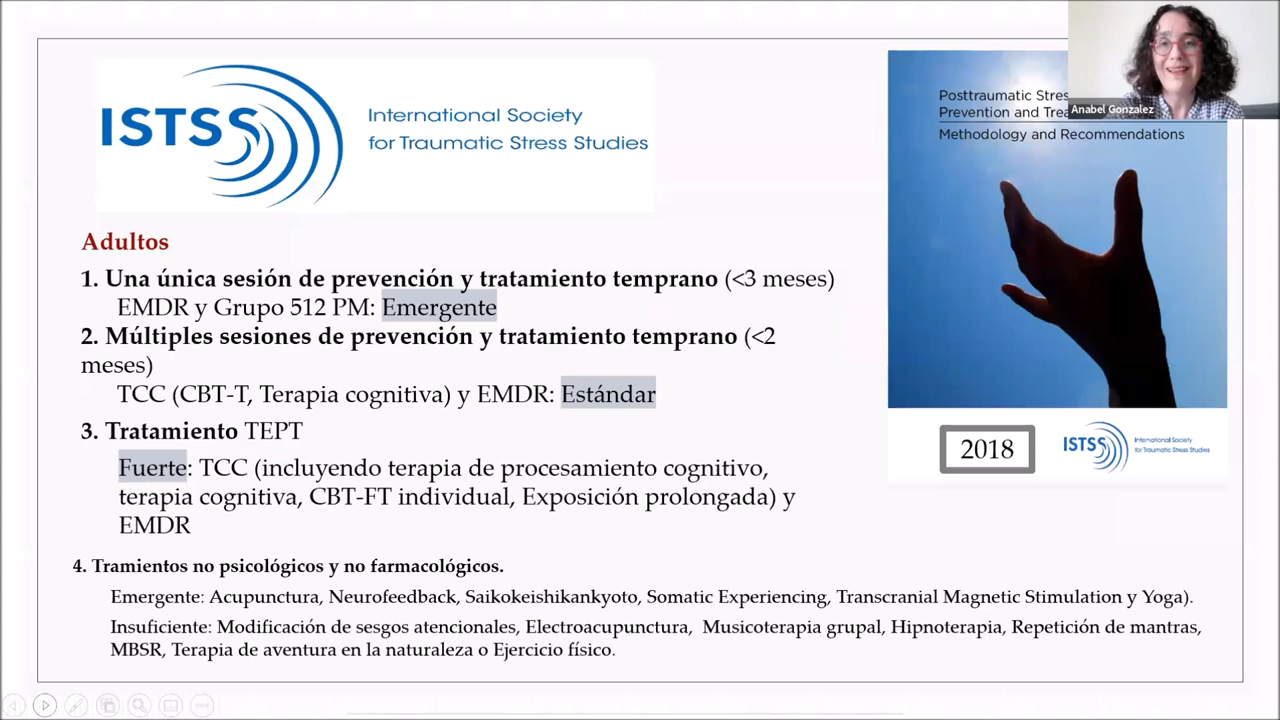 ISTSS
International Society
for Traumatic Stress Studies
Posttraumatic Stres
Prevention and Trea
Methodology and Recommendations
Anabel Gonzalez
Adultos
1. Una única sesión de prevención y tratamiento temprano (<3 meses)
EMDR y Grupo 512 PM: Emergente
2. Múltiples sesiones de prevención y tratamiento temprano (<2
meses)
TCC (CBT-T, Terapia cognitiva) y EMDR: Estándar
3. Tratamiento TEPT
Fuerte: TCC (incluyendo terapia de procesamiento cognitivo,
terapia cognitiva, CBT-FT individual, Exposición prolongada) y
EMDR
2018
ISTSS
International Society
for Traumatic Stress Studies
4. Tramientos no psicológicos y no farmacológicos.
Emergente: Acupunctura, Neurofeedback, Saikokeishikankyoto, Somatic Experiencing, Transcranial Magnetic Stimulation y Yoga).
Insuficiente: Modificación de sesgos atencionales, Electroacupunctura, Musicoterapia grupal, Hipnoterapia, Repetición de mantras,
MBSR, Terapia de aventura en la naturaleza o Ejercicio físico.